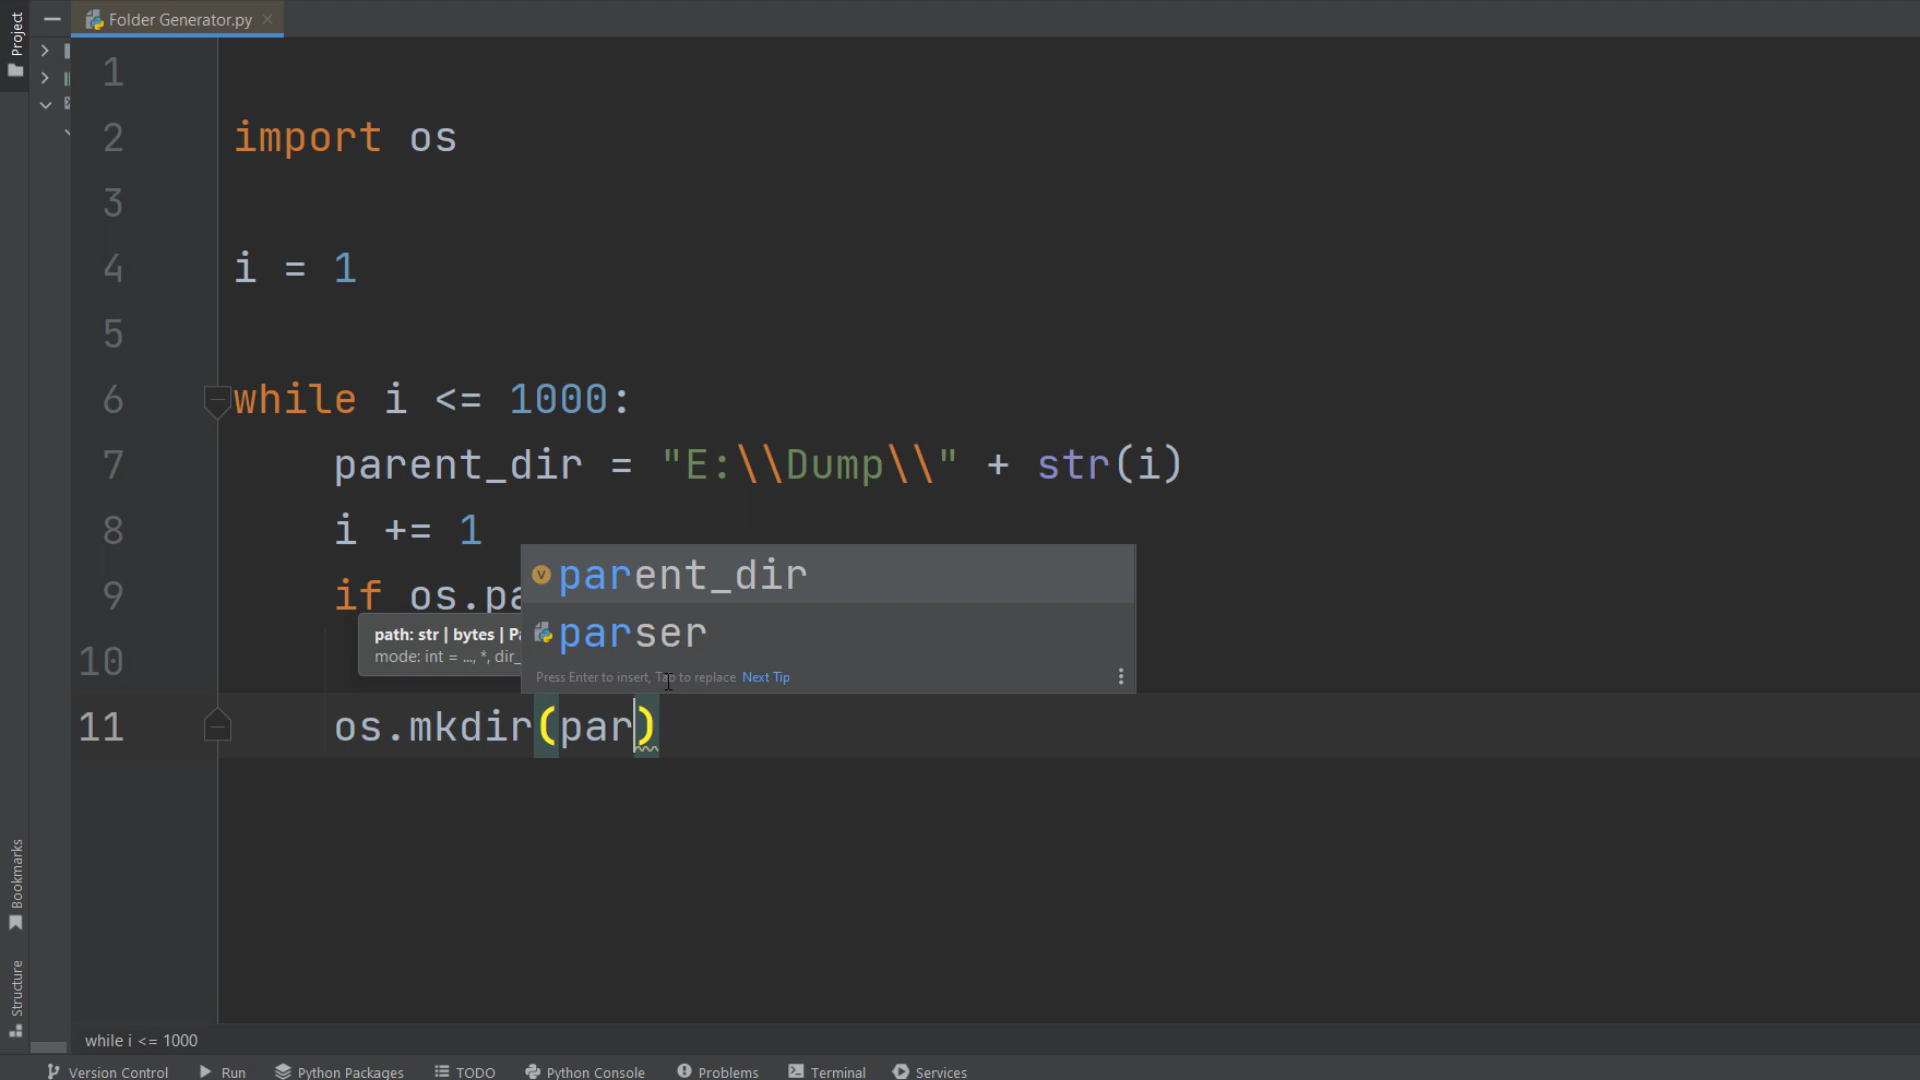 Project
Folder Generator.py
1
2 import os
3
4 i = 1
5
6 while i <= 1000:
7 parent_dir = "E:\\Dump\\" + str(i)
8 i += 1
9 if os.pa
parent_dir
parser
Press Enter to insert, Tab to replace Next Tip
path: str | bytes | Pa
mode: int = ..., *, dir_
10
11 os.mkdir(par)
Bookmarks
Structure
while i <= 1000
Version Control Run Python Packages TODO Python Console Problems Terminal Services